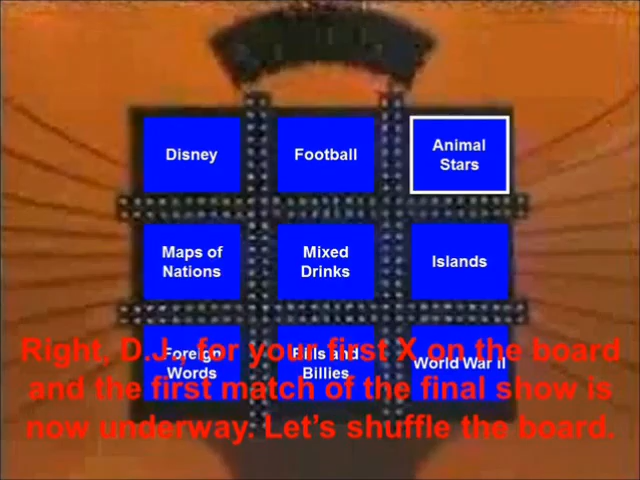 Disney
Football
Animal
Stars
Maps of
Nations
Mixed
Drinks
Islands
Foreign
Words
Bills and
Billies
World War II
Right, D.J., for your first X on the board
and the first match of the final show is
now underway. Let's shuffle the board.